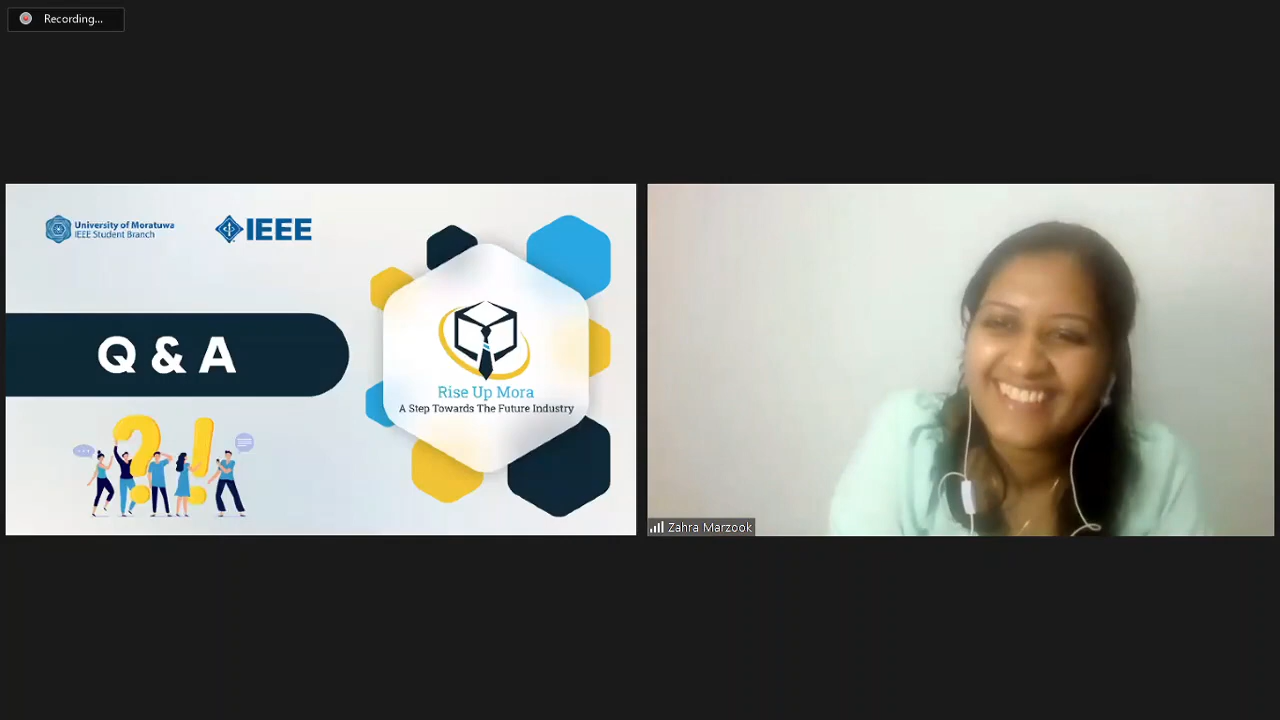 Recording...
University of Moratuwa
IEEE Student Branch
IEEE
Q & A
Rise Up Mora
A Step Towards The Future Industry
Zahra Marzook